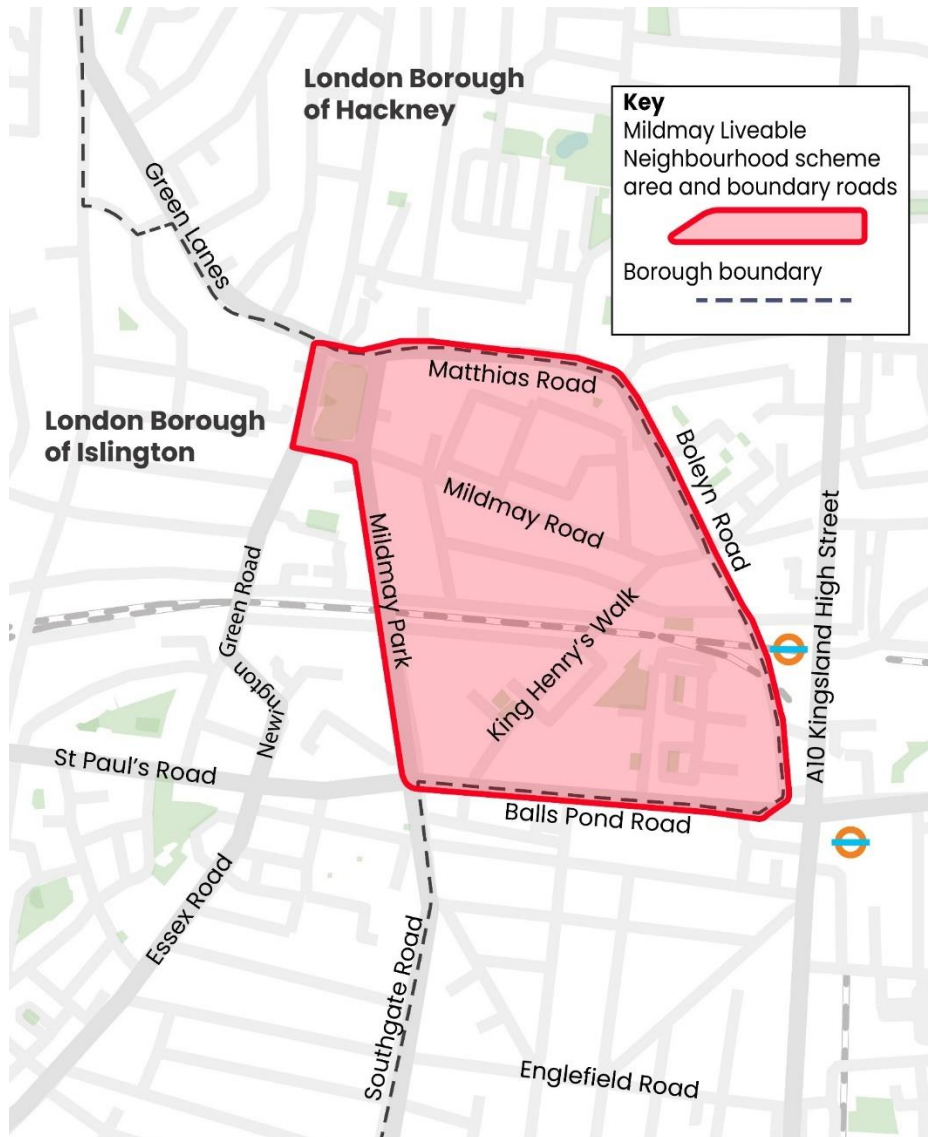 London Borough
of Hackney
Key
Mildmay Liveable
Neighbourhood scheme
area and boundary roads
Borough boundary
Green Lanes
Matthias Road
London Borough
of Islington
Boleyn Road
Mildmay Road
Mildmay Park
Newington Green Road
King Henry's Walk
A10 Kingsland High Street
St Paul's Road
Balls Pond Road
Essex Road
Southgate Road
Englefield Road